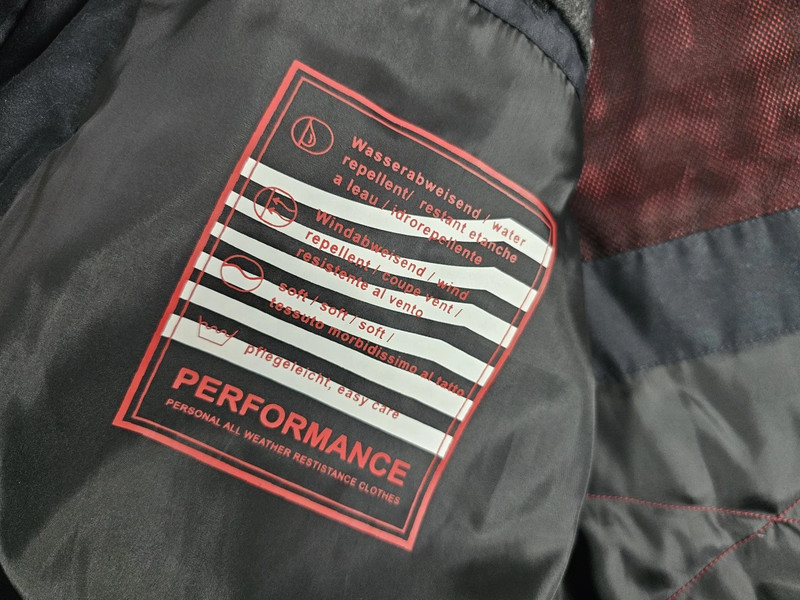 Wasserabweisend / water
repellent/ restant etanche
a leau / idrorepellente
Windabweisend / wind
repellent / coupe vent /
resistente al vento
soft / soft / soft /
tessuto morbidissimo al tatto
pflegeleicht, easy care
PERFORMANCE
PERSONAL ALL WEATHER RESTISTANCE CLOTHES